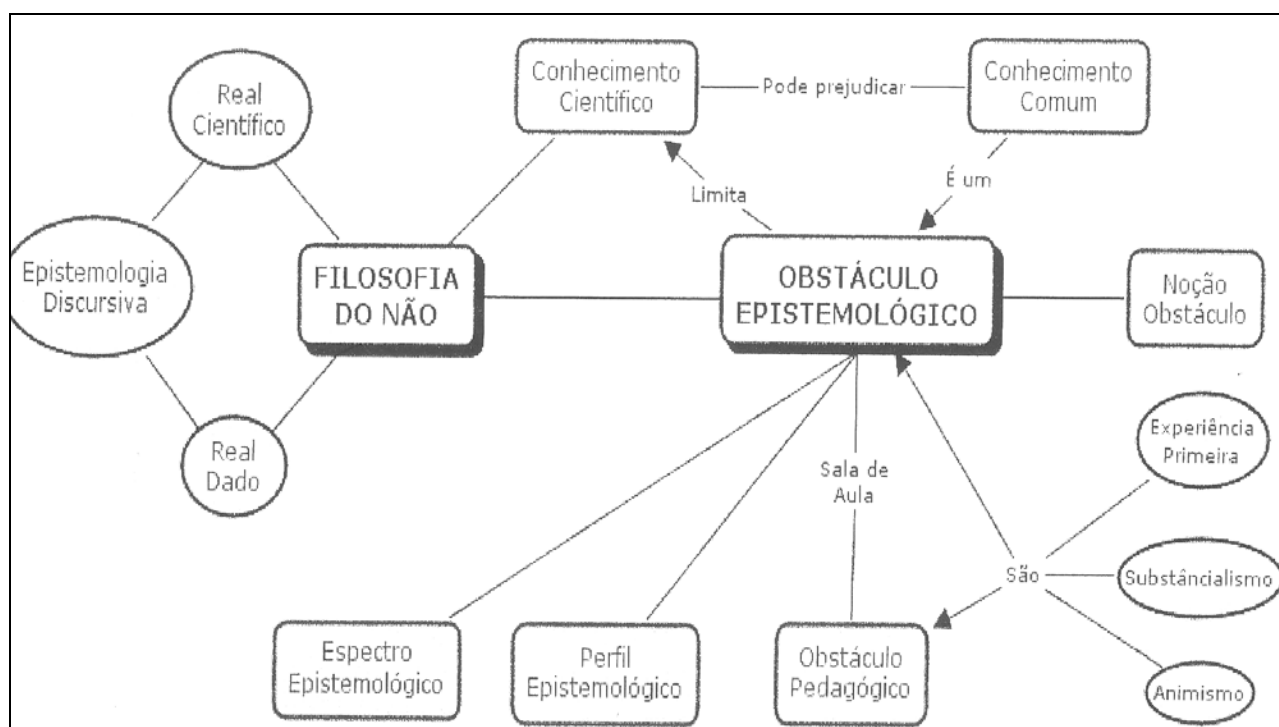 Real
Científico
Conhecimento
Científico
Pode prejudicar
Conhecimento
Comum
Limita
É um
Epistemologia
Discursiva
FILOSOFIA
DO NÃO
OBSTÁCULO
EPISTEMOLÓGICO
Noção
Obstáculo
Real
Dado
Sala de
Aula
Experiência
Primeira
São
Substâncialismo
Espectro
Epistemológico
Perfil
Epistemológico
Obstáculo
Pedagógico
Animismo